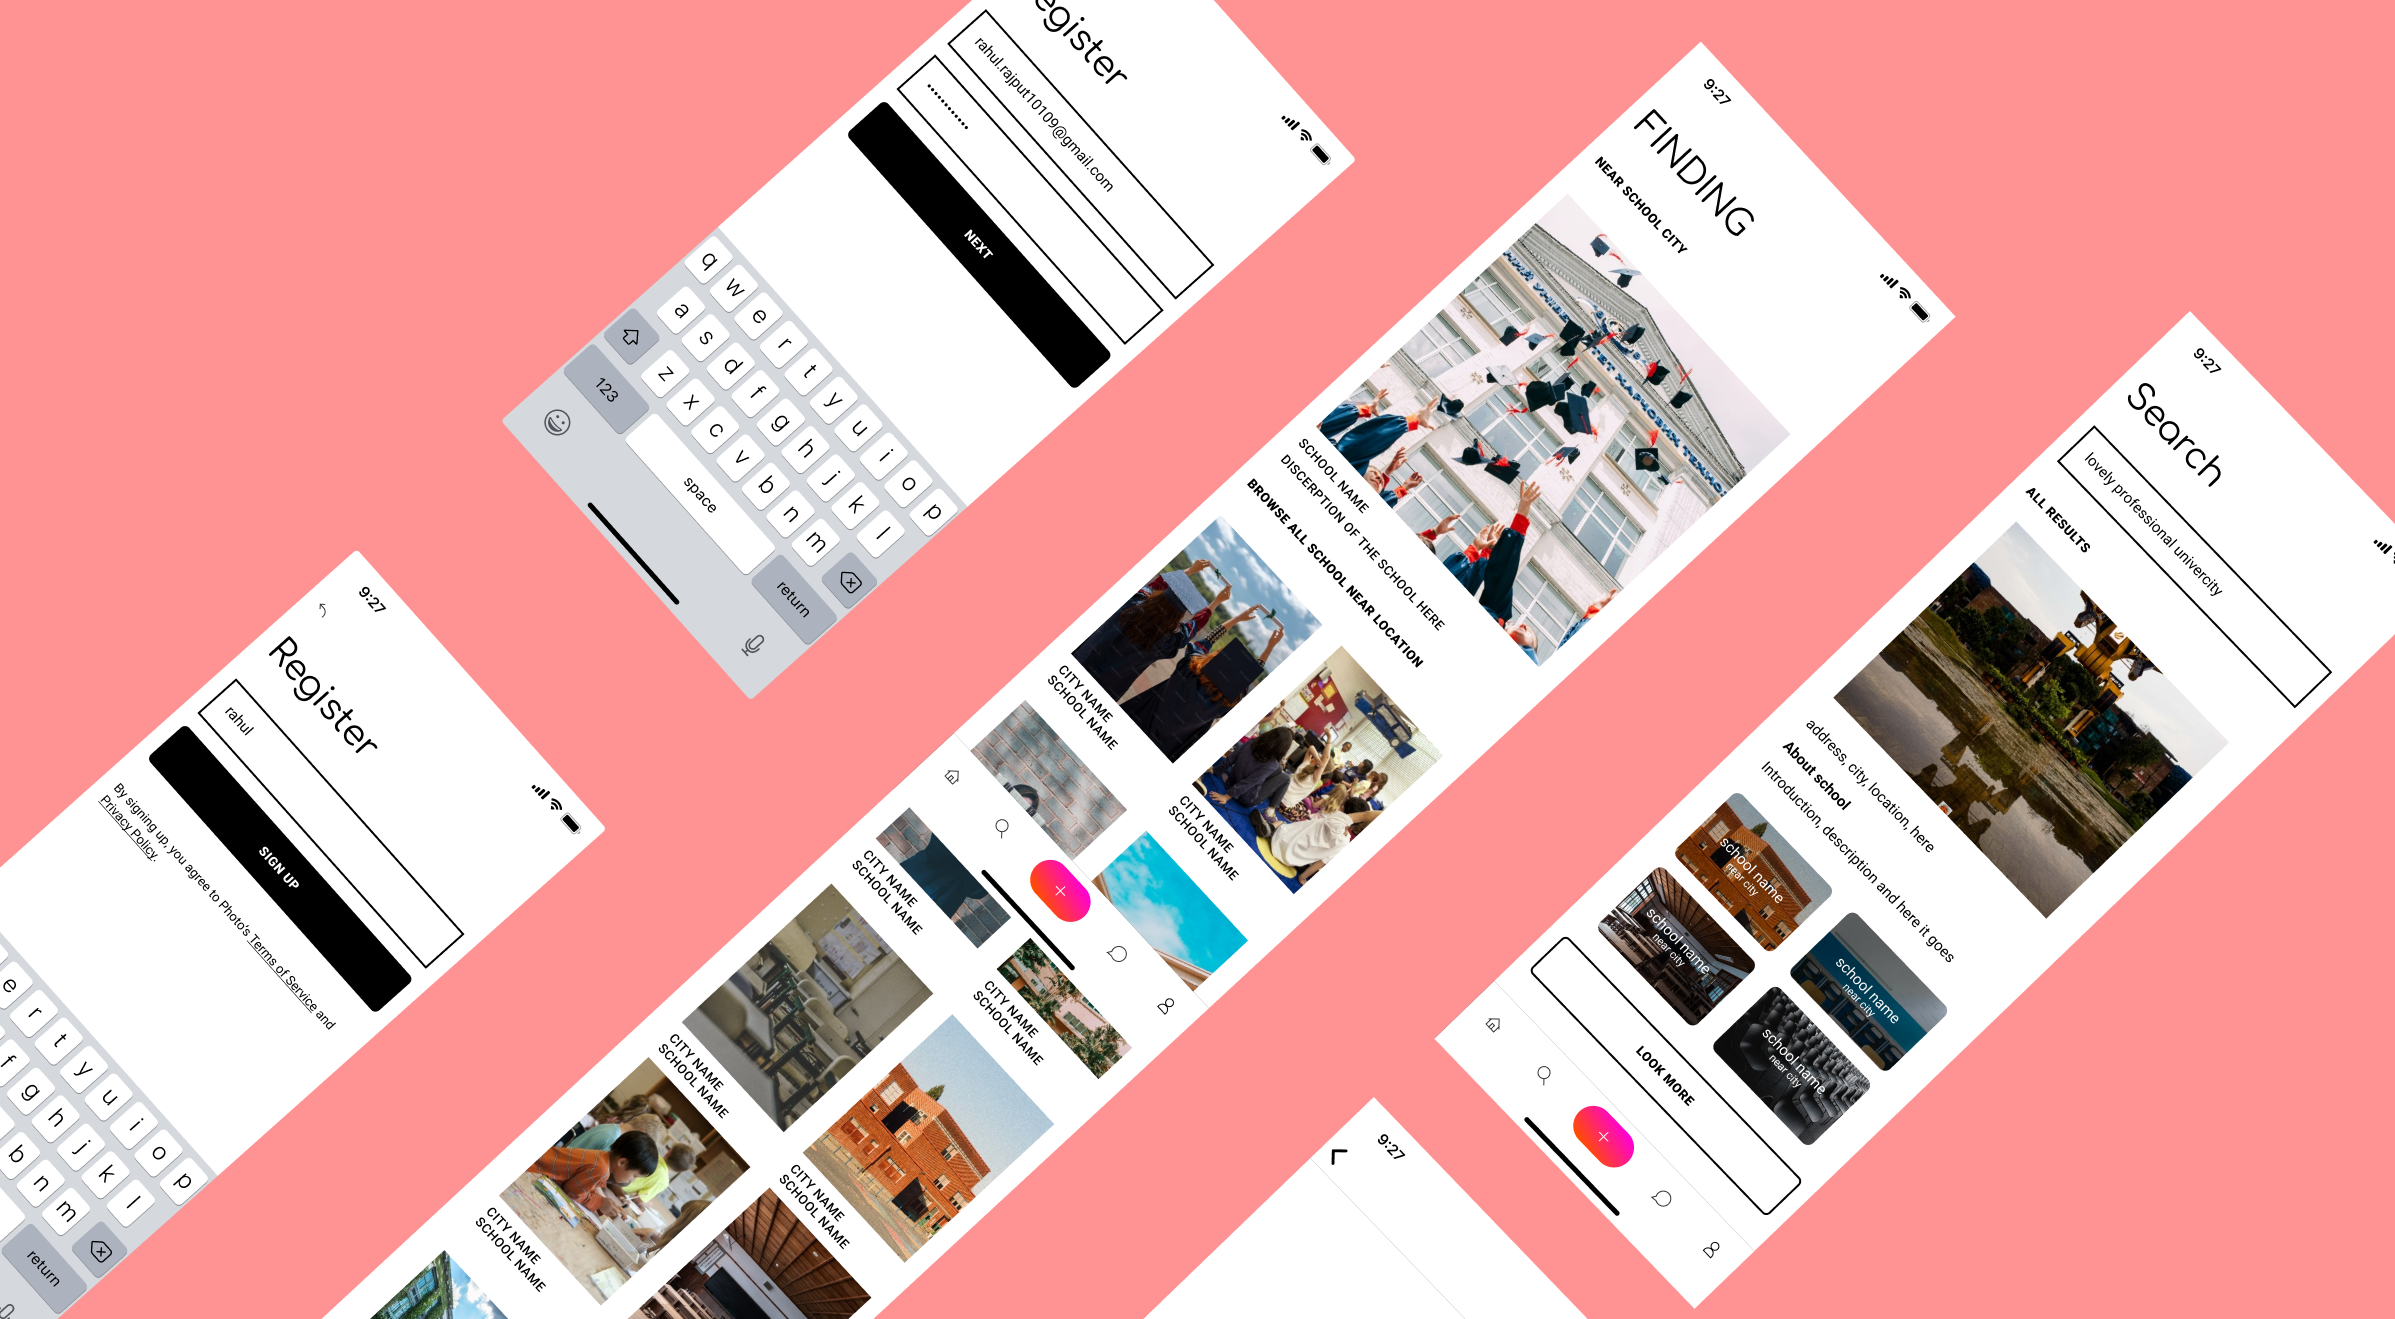 egister
rahul.rajput10109@gmail.com
NEXT
q w e r t y u i o p
a s d f g h j k l
z x c v b n m
123
space
return
9:27
Register
rahul
SIGN UP
By signing up, you agree to Photo's Terms of Service and
Privacy Policy.
e r t y u i o p
f g h j k l
b n m
return
9:27
FINDING
NEAR SCHOOL CITY
SCHOOL NAME
DISCERPTION OF THE SCHOOL HERE
BROWSE ALL SCHOOL NEAR LOCATION
CITY NAME
SCHOOL NAME
CITY NAME
SCHOOL NAME
CITY NAME
SCHOOL NAME
CITY NAME
SCHOOL NAME
CITY NAME
SCHOOL NAME
CITY NAME
SCHOOL NAME
CITY NAME
SCHOOL NAME
9:27
Search
lovely professional univercity
ALL RESULTS
address, city, location, here
About school
Introduction, description and here it goes
school name
near city
school name
near city
school name
near city
school name
near city
LOOK MORE
9:27